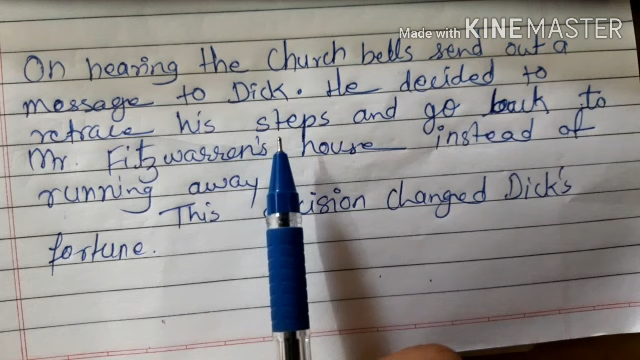 Made with KINEMASTER
On hearing the Church bells send out a
message to Dick. He decided to
retrace his steps and go back to
Mr. Fitzwarren's house instead of
running away
This decision changed Dick's
fortune.